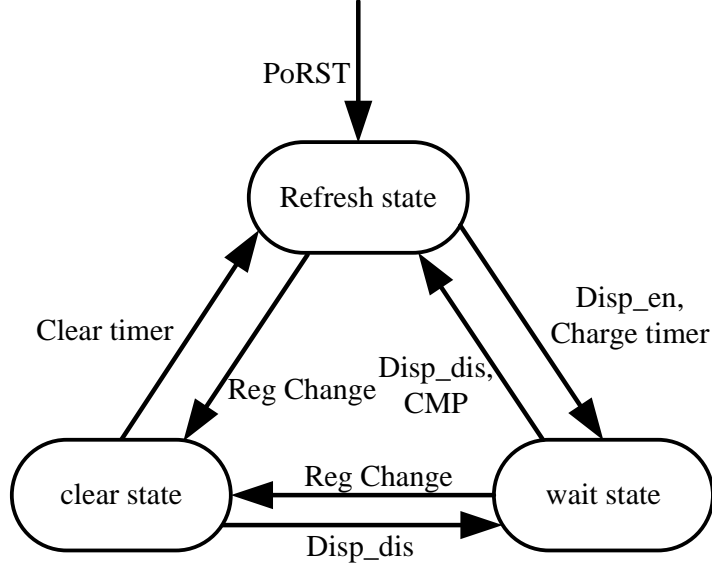 PoRST
Refresh state
Disp_en,
Charge timer
Clear timer
Disp_dis,
CMP
Reg Change
Reg Change
clear state
wait state
Disp_dis